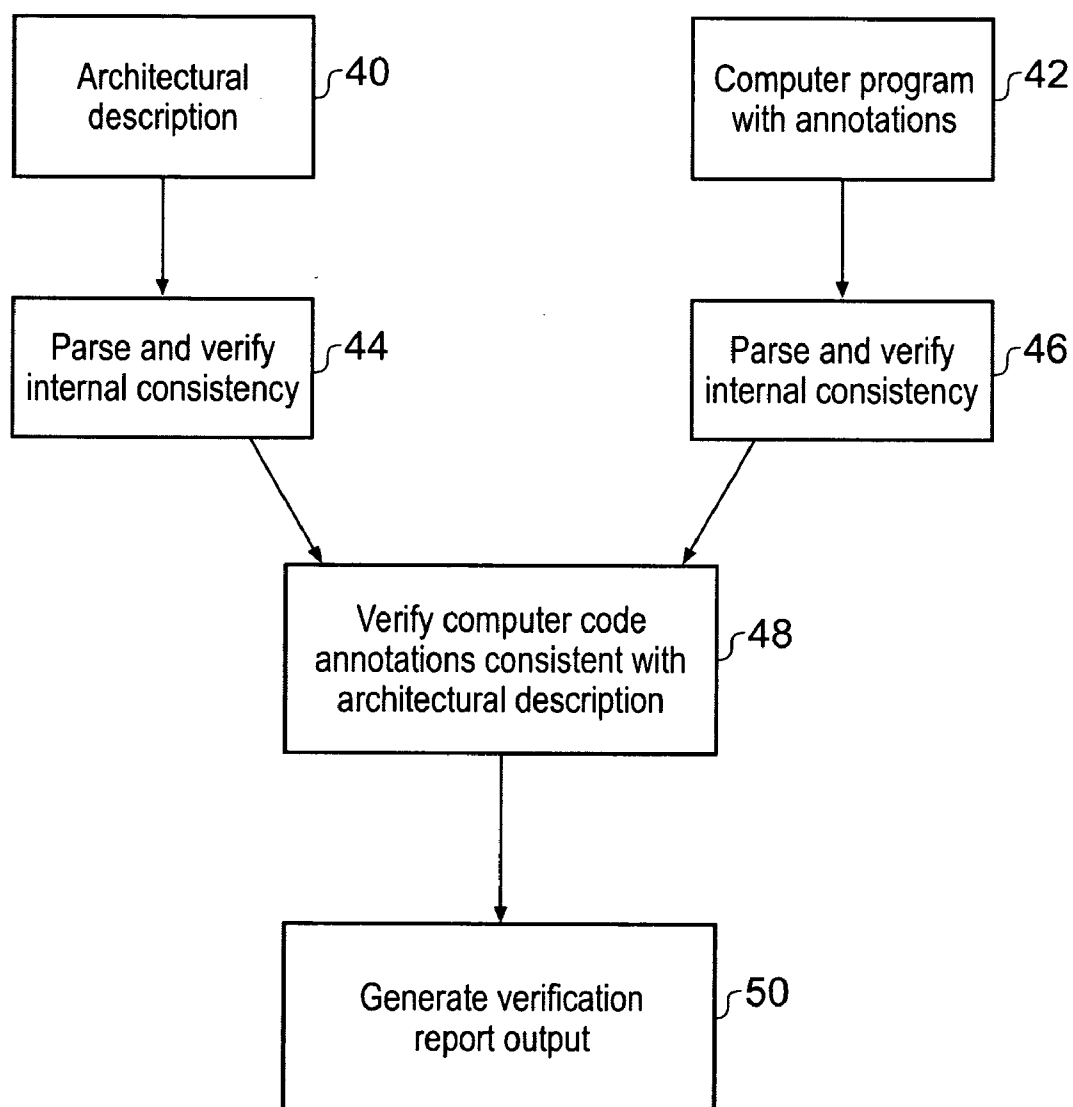 Architectural
description
40
Computer program
with annotations
42
Parse and verify
internal consistency
44
Parse and verify
internal consistency
46
Verify computer code
annotations consistent with
architectural description
48
Generate verification
report output
50